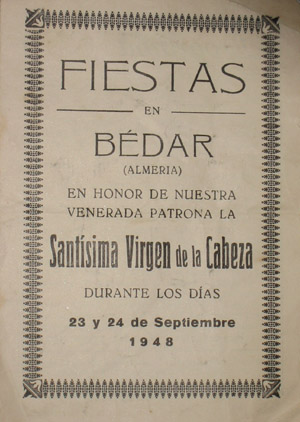 FIESTAS
EN
BÉDAR
(ALMERIA)
EN HONOR DE NUESTRA
VENERADA PATRONA LA
Santísima Virgen de la Cabeza
DURANTE LOS DÍAS
23 y 24 de Septiembre
1948